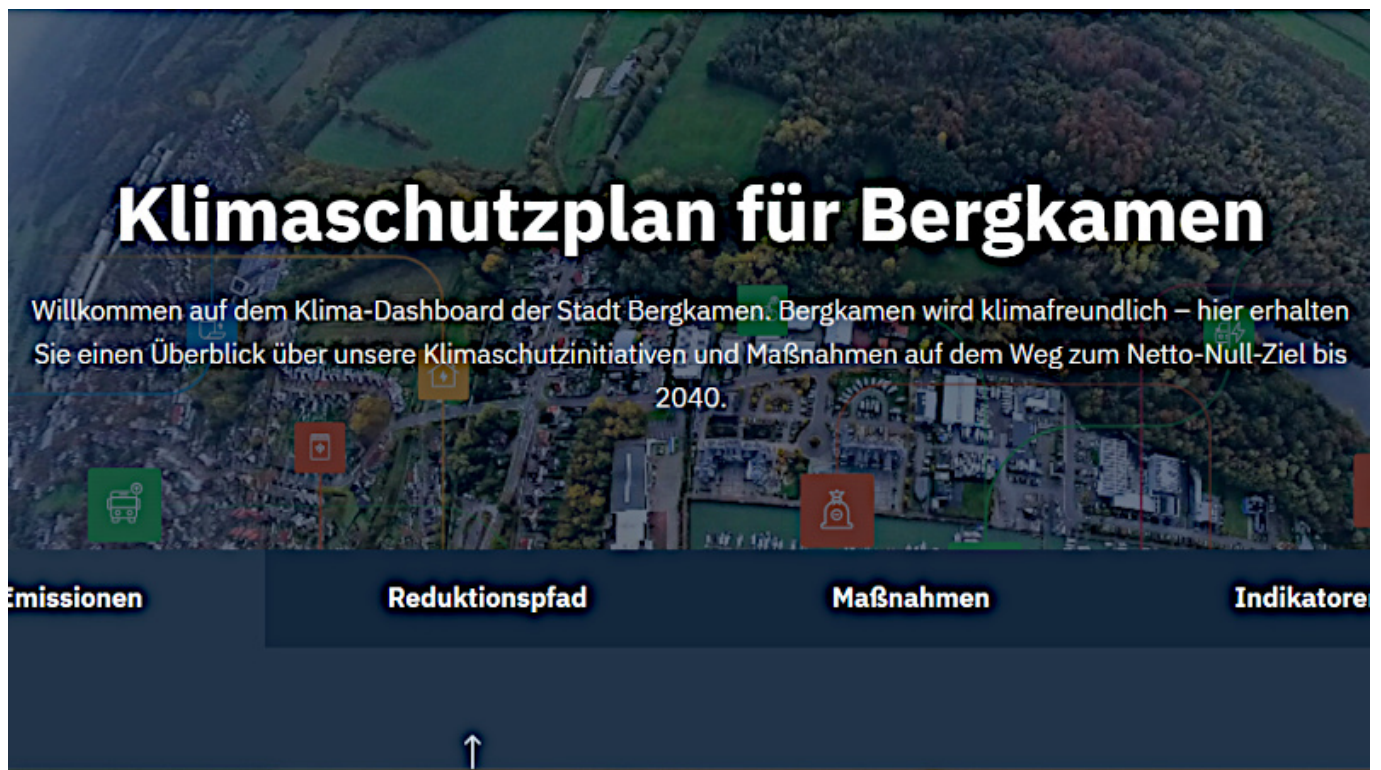 Klimaschutzplan für Bergkamen
Willkommen auf dem Klima-Dashboard der Stadt Bergkamen. Bergkamen wird klimafreundlich – hier erhalten
Sie einen Überblick über unsere Klimaschutzinitiativen und Maßnahmen auf dem Weg zum Netto-Null-Ziel bis
2040.
Emissionen Reduktionspfad Maßnahmen Indikatore